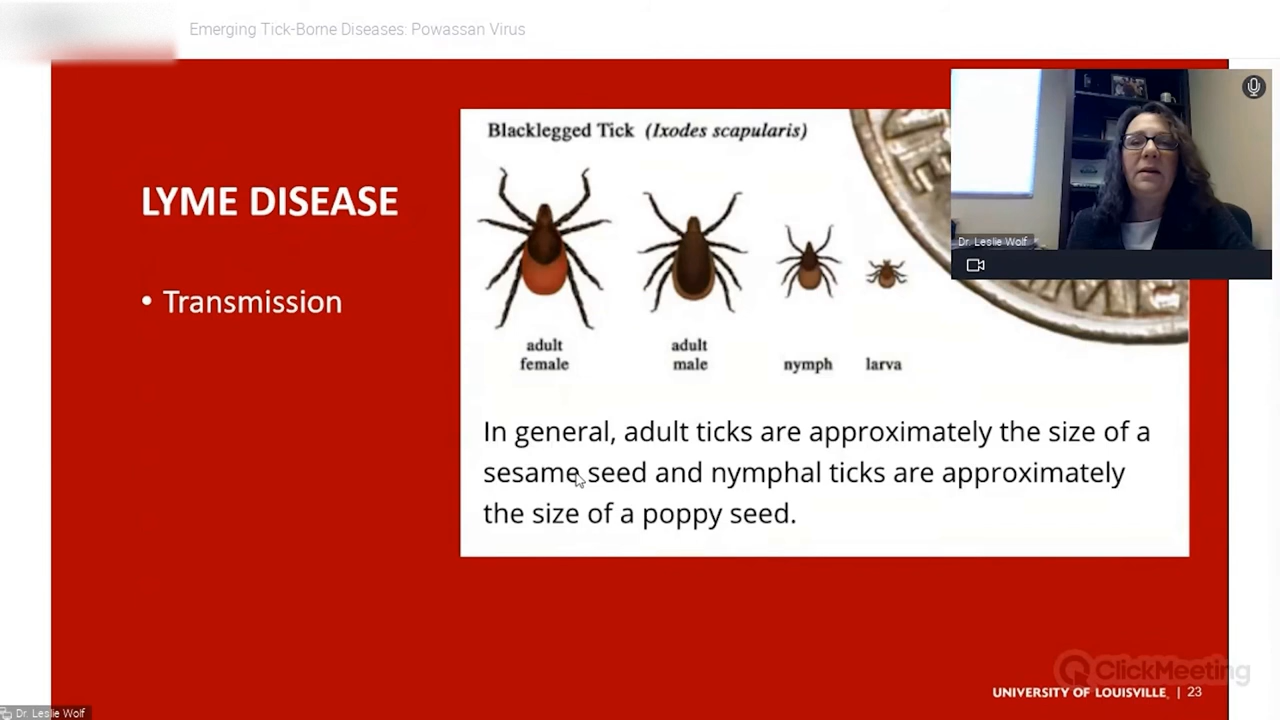 Emerging Tick-Borne Diseases: Powassan Virus
LYME DISEASE
• Transmission
Blacklegged Tick (Ixodes scapularis)
adult female
adult male
nymph
larva
In general, adult ticks are approximately the size of a
sesame seed and nymphal ticks are approximately
the size of a poppy seed.
Dr. Leslie Wolf
ClickMeeting
UNIVERSITY OF LOUISVILLE | 23
Dr. Leslie Wolf